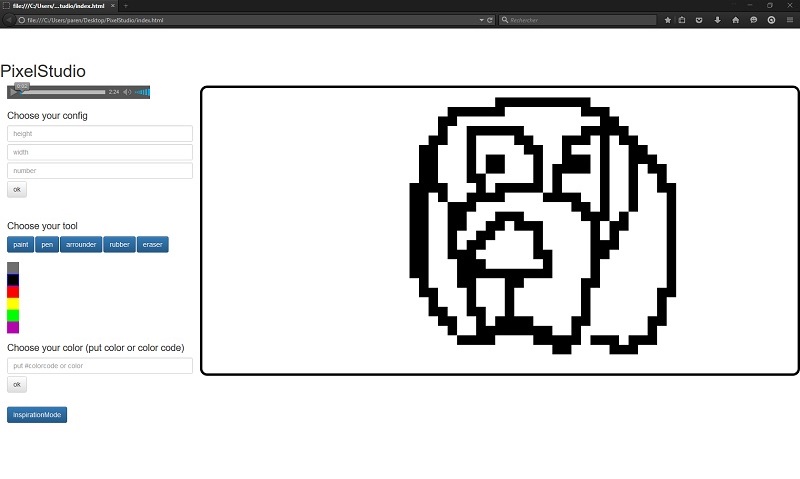 file:///C:/Users/...tudio/index.html
file:///C:/Users/paren/Desktop/PixelStudio/index.html
Rechercher
PixelStudio
2:24
Choose your config
height
width
number
ok
Choose your tool
paint pen arrounder rubber eraser
Choose your color (put color or color code)
put #colorcode or color
ok
InspirationMode